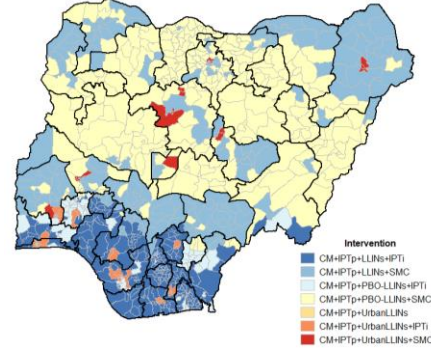 Intervention
CM+IPTp+LLINs+IPTi
CM+IPTp+LLINs+SMC
CM+IPTp+PBO-LLINs+IPTi
CM+IPTp+PBO-LLINs+SMC
CM+IPTp+UrbanLLINs
CM+IPTp+UrbanLLINs+IPTi
CM+IPTp+UrbanLLINs+SMC